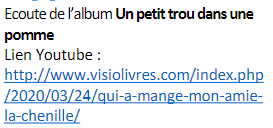 Ecoute de l'album Un petit trou dans une
pomme
Lien Youtube :
http://www.visiolivres.com/index.php
/2020/03/24/qui-a-mange-mon-amie-
la-chenille/